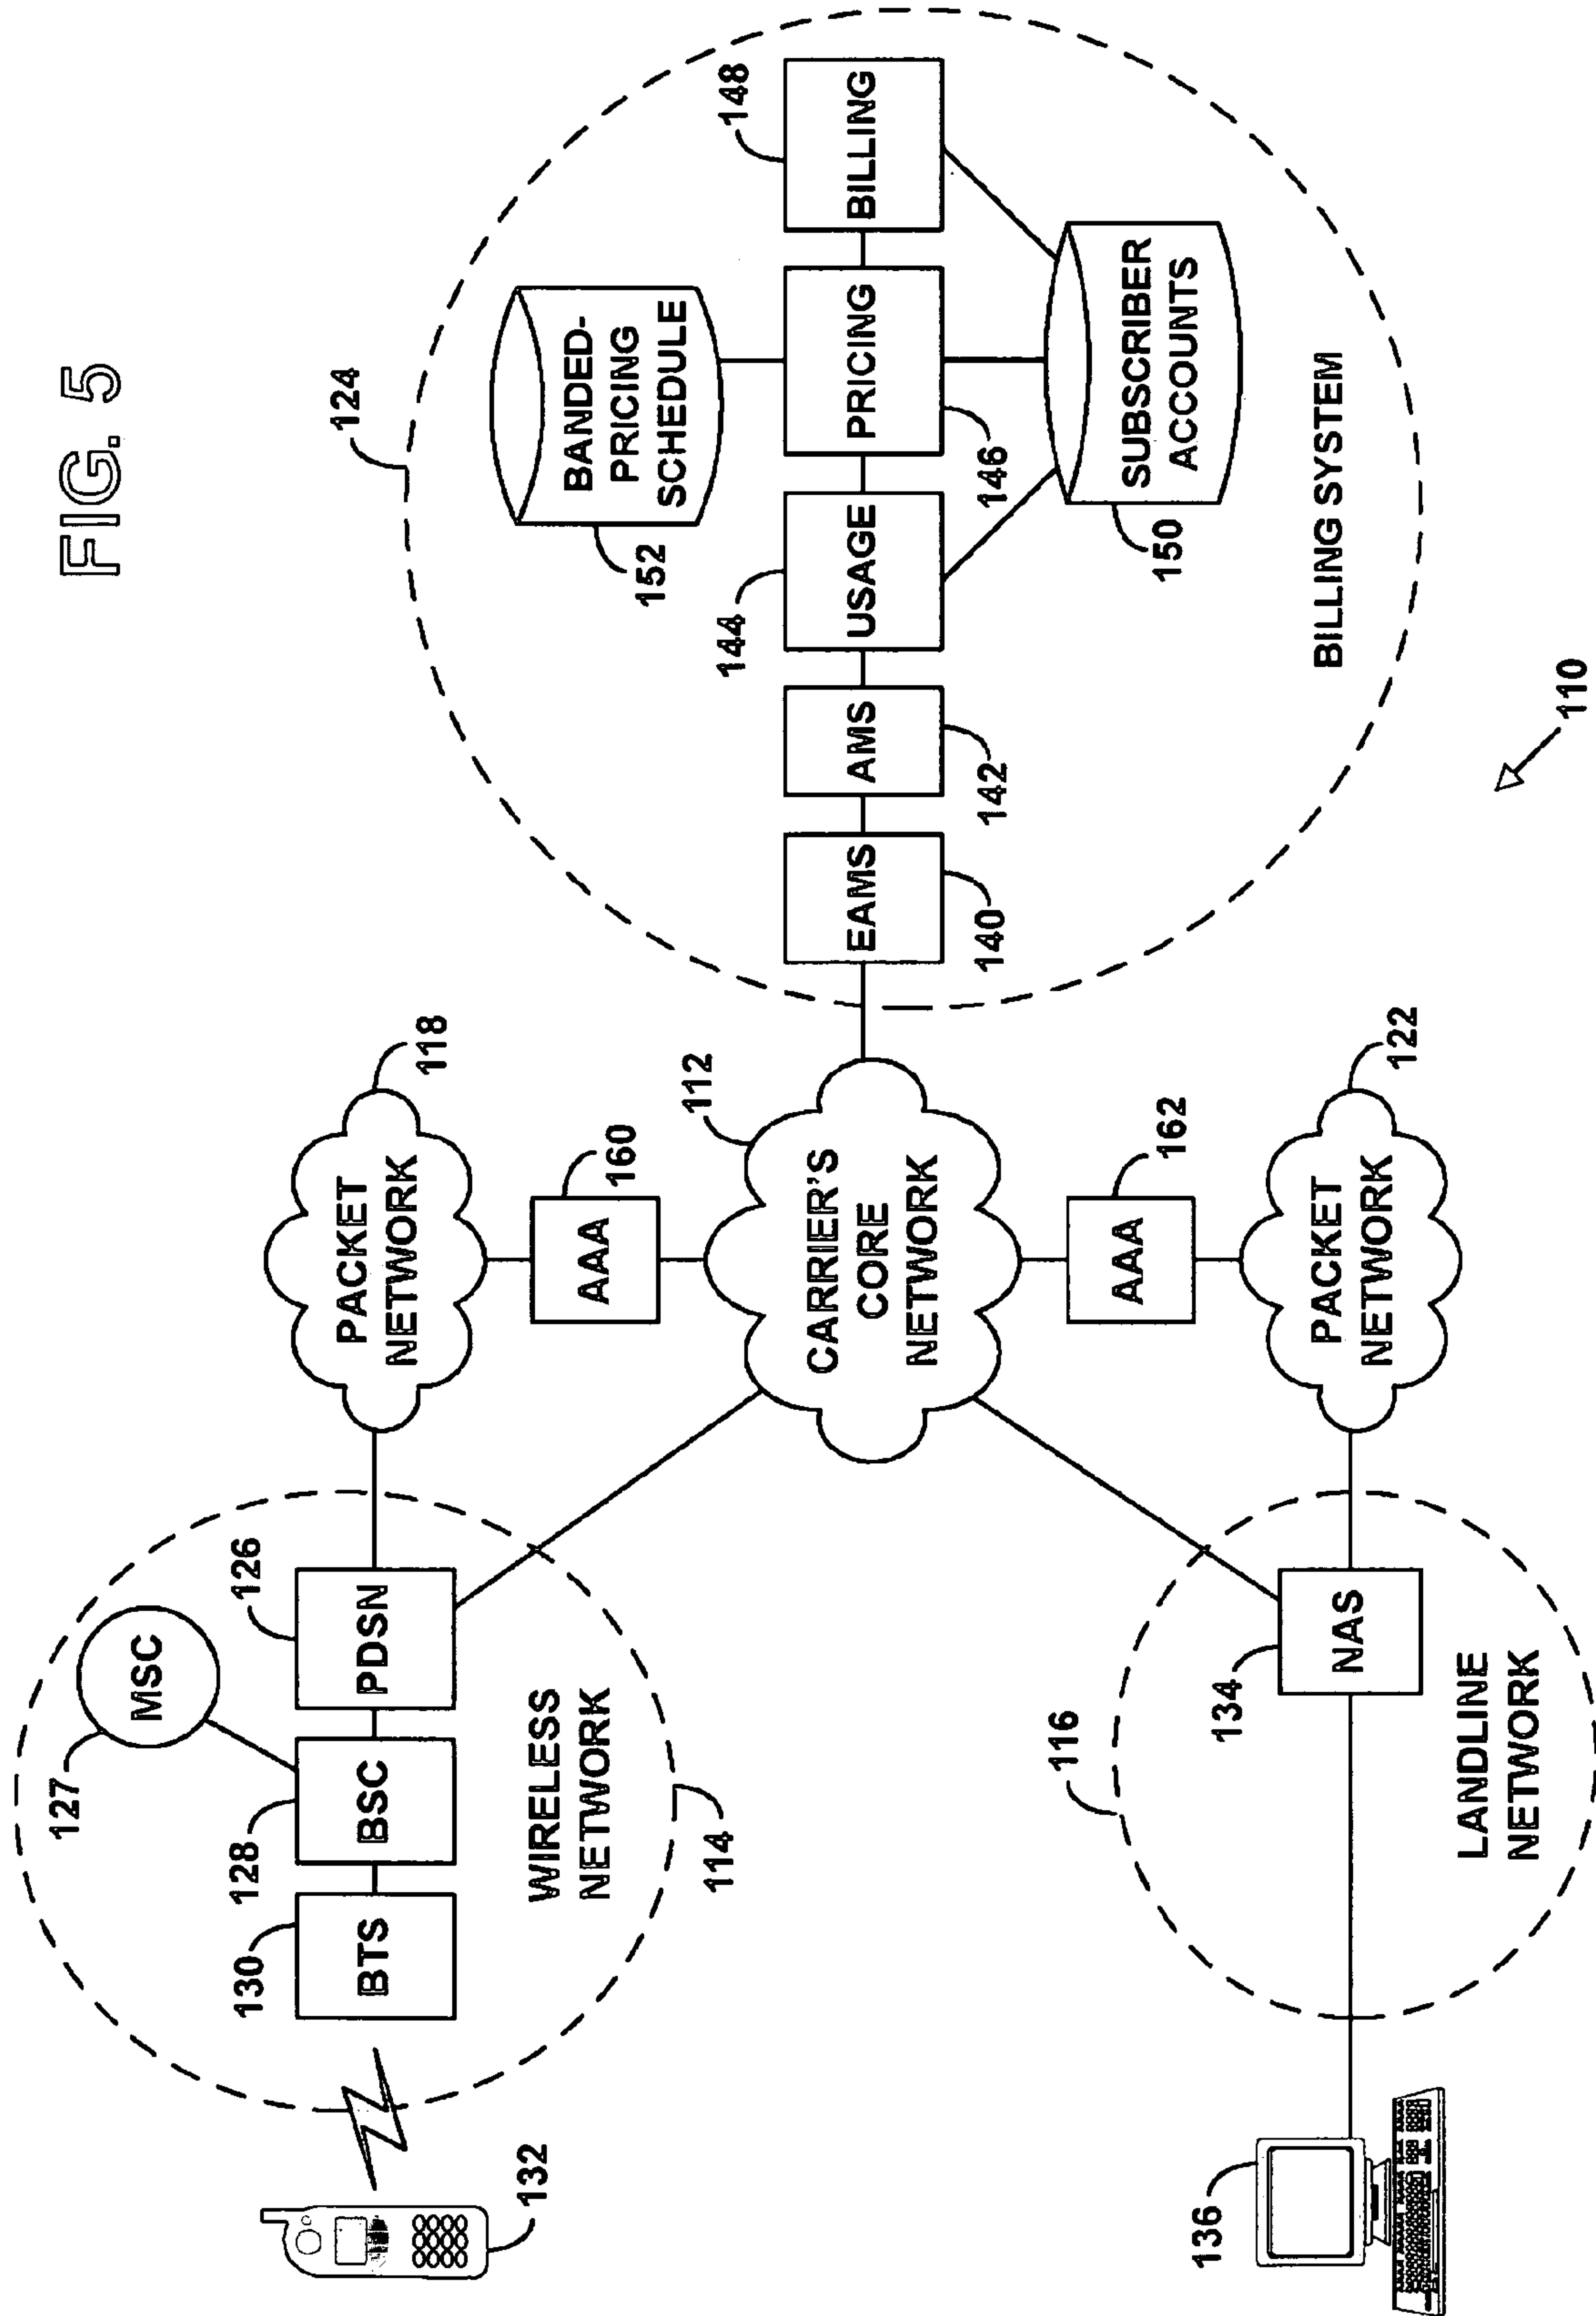 FIG. 5
127
MSC
130
128
126
BTS
BSC
PDSN
132
WIRELESS
NETWORK
114
118
PACKET
NETWORK
160
AAA
112
CARRIER'S
CORE
NETWORK
162
AAA
122
PACKET
NETWORK
116
134
NAS
LANDLINE
NETWORK
136
124
152
BANDED-
PRICING
SCHEDULE
144
148
EAMS
AMS
USAGE
PRICING
BILLING
140
142
146
150
SUBSCRIBER
ACCOUNTS
BILLING SYSTEM
110